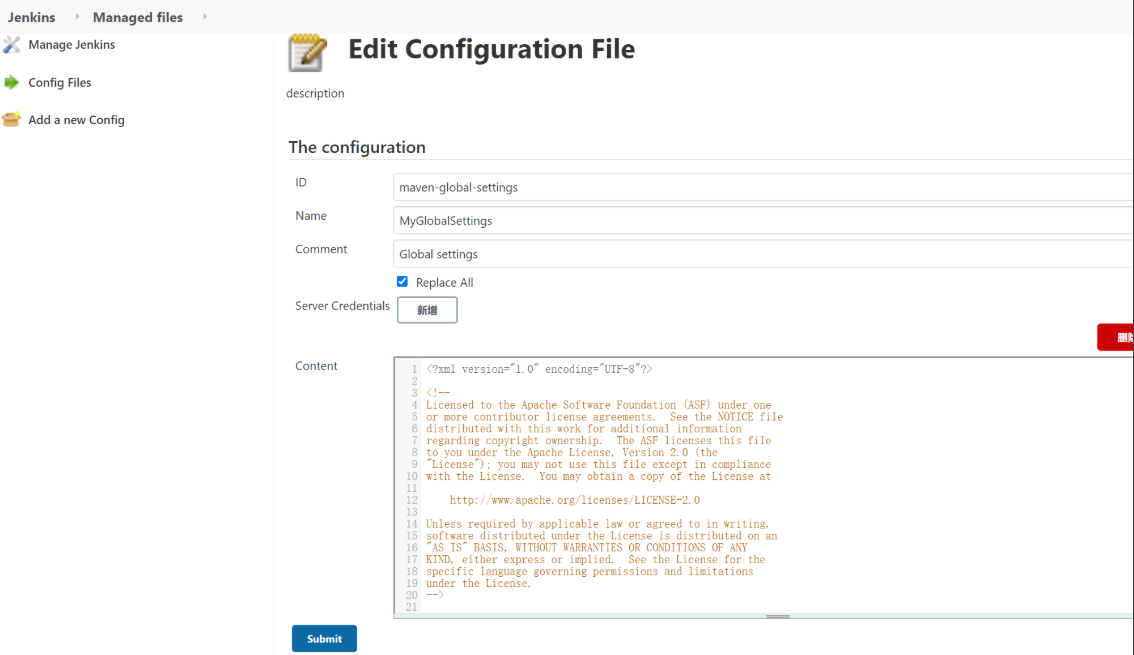 Jenkins Managed files
Manage Jenkins
Config Files
Add a new Config
Edit Configuration File
description
The configuration
ID maven-global-settings
Name MyGlobalSettings
Comment Global settings
Replace All
Server Credentials 新增
Content
1 <?xml version="1.0" encoding="UTF-8"?>
2
3 <!--
4 Licensed to the Apache Software Foundation (ASF) under one
5 or more contributor license agreements.  See the NOTICE file
6 distributed with this work for additional information
7 regarding copyright ownership.  The ASF licenses this file
8 to you under the Apache License, Version 2.0 (the
9 "License"); you may not use this file except in compliance
10 with the License.  You may obtain a copy of the License at
11
12     http://www.apache.org/licenses/LICENSE-2.0
13
14 Unless required by applicable law or agreed to in writing,
15 software distributed under the License is distributed on an
16 "AS IS" BASIS, WITHOUT WARRANTIES OR CONDITIONS OF ANY
17 KIND, either express or implied.  See the License for the
18 specific language governing permissions and limitations
19 under the License.
20 -->
21
Submit